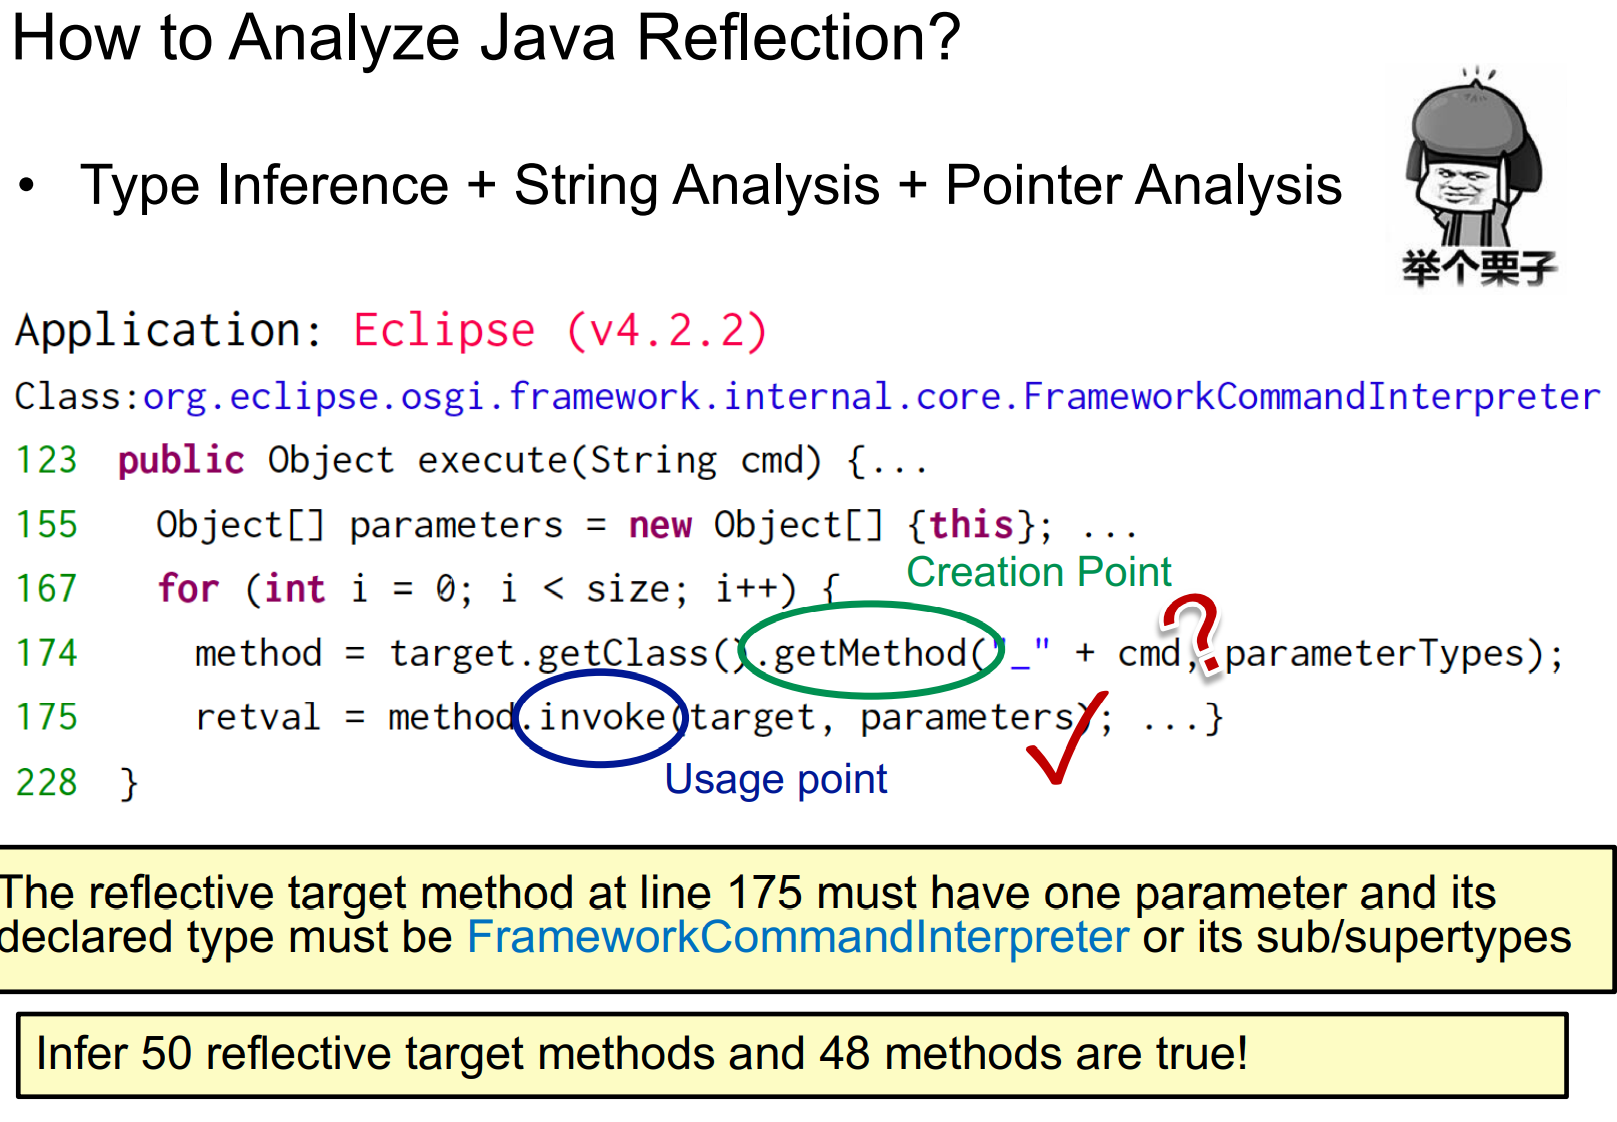 How to Analyze Java Reflection?
• Type Inference + String Analysis + Pointer Analysis
举个栗子
Application: Eclipse (v4.2.2)
Class:org.eclipse.osgi.framework.internal.core.FrameworkCommandInterpreter
123 public Object execute(String cmd) {...
155 Object[] parameters = new Object[] {this}; ...
Creation Point
167 for (int i = 0; i < size; i++) {
?
174 method = target.getClass().getMethod("_" + cmd, parameterTypes);
175 retval = method.invoke(target, parameters); ...}
Usage point
228 }
The reflective target method at line 175 must have one parameter and its
declared type must be FrameworkCommandInterpreter or its sub/supertypes
Infer 50 reflective target methods and 48 methods are true!